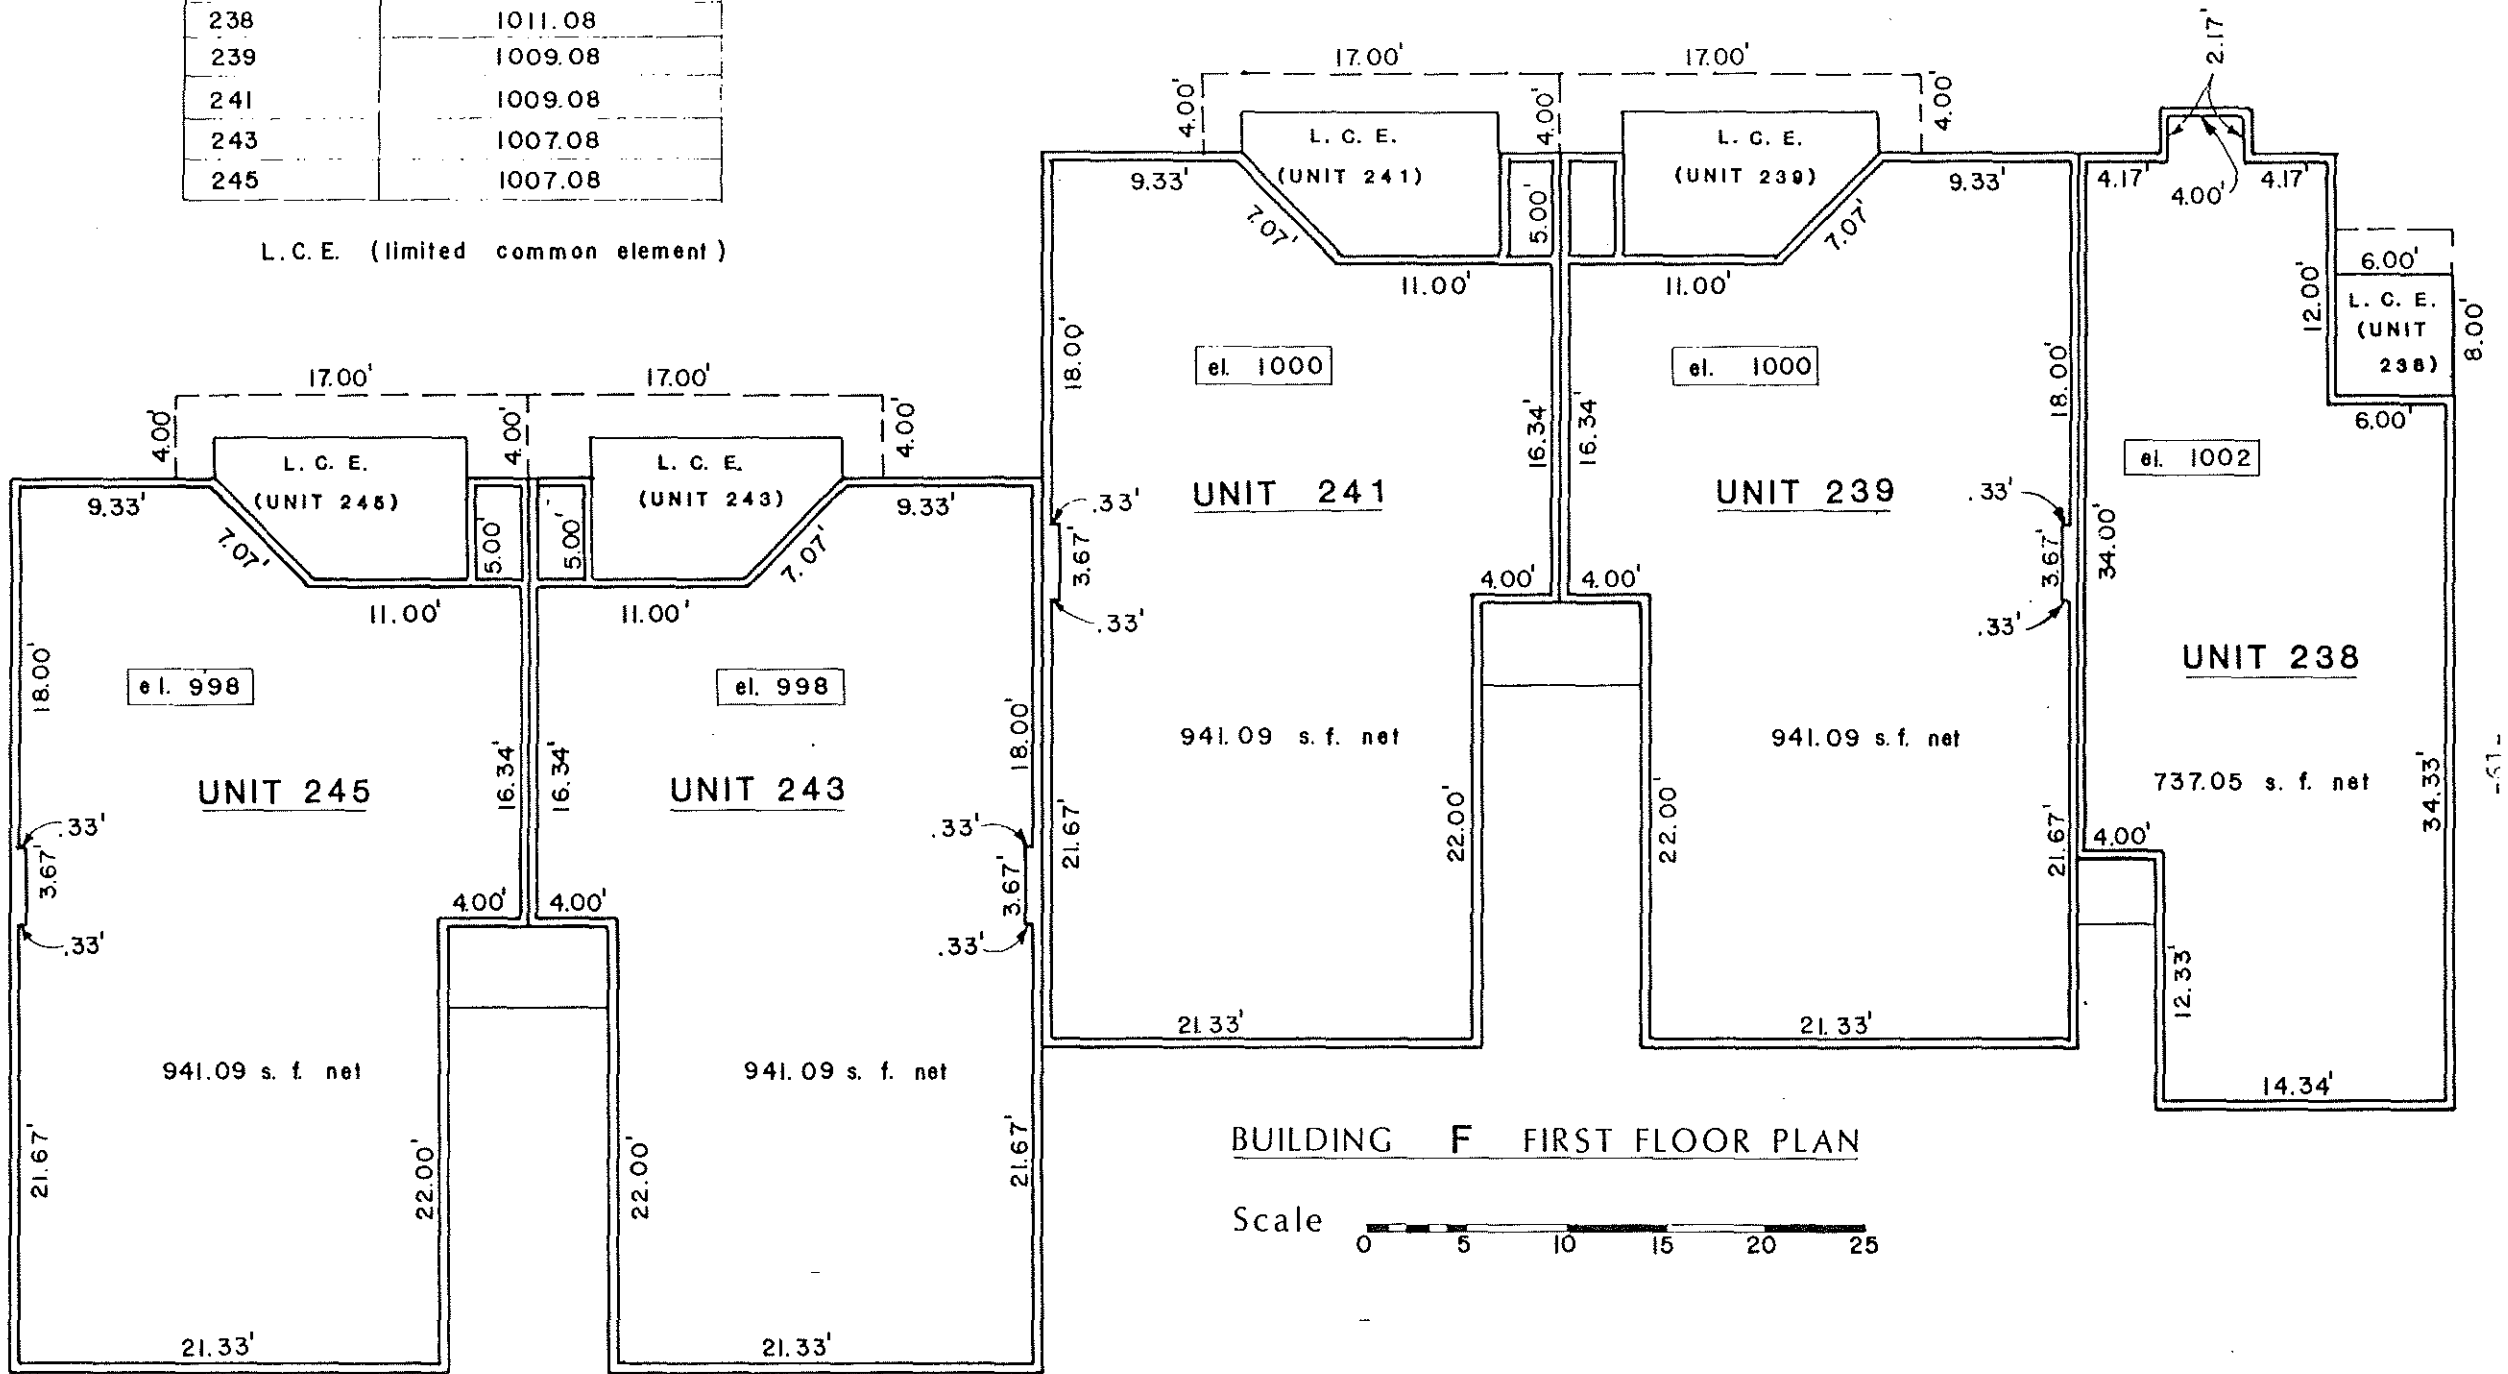 238 1011.08
239 1009.08
241 1009.08
243 1007.08
245 1007.08
L.C.E. (limited common element)
17.00' 17.00'
4.00' 4.00' 4.00'
2.17'
L. C. E.
(UNIT 241)
L. C. E.
(UNIT 239)
9.33' 7.07' 5.00' 7.07' 9.33'
4.17' 4.00' 4.17'
11.00' 11.00'
12.00' 6.00'
L. C. E.
(UNIT
238)
8.00'
6.00'
18.00' el. 1000 el. 1000 18.00'
16.34' 16.34'
el. 1002
UNIT 241 UNIT 239
.33' 3.67' .33'
.33' 3.67' .33'
34.00'
4.00' 4.00'
UNIT 238
941.09 s.f. net 941.09 s.f. net
737.05 s. f. net
34.33'
21.67' 22.00' 22.00' 21.67'
4.00'
12.33'
21.33' 21.33'
14.34'
-61-
17.00' 17.00'
4.00' 4.00' 4.00'
L. C. E.
(UNIT 245)
L. C. E.
(UNIT 243)
9.33' 7.07' 5.00' 5.00' 7.07' 9.33'
11.00' 11.00'
18.00' el. 998 el. 998 18.00'
16.34' 16.34'
UNIT 245 UNIT 243
.33' 3.67' .33'
.33' 3.67' .33'
4.00' 4.00'
941.09 s. f. net 941.09 s. f. net
21.67' 22.00' 22.00' 21.67'
21.33' 21.33'
BUILDING F FIRST FLOOR PLAN
Scale
0 5 10 15 20 25